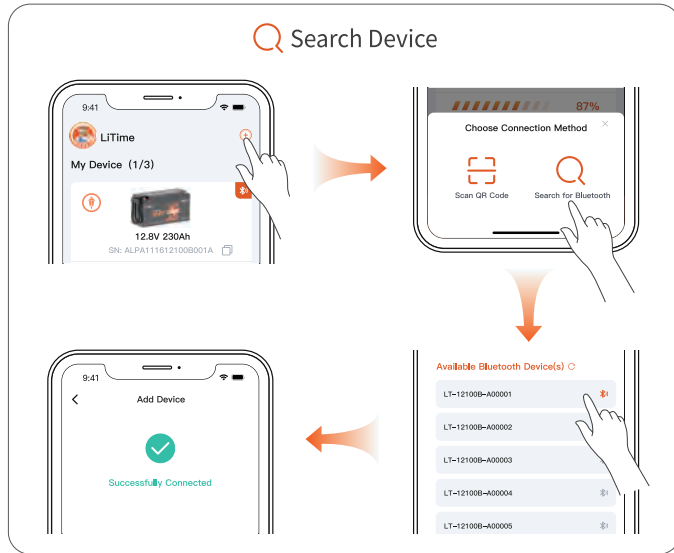 Search Device
9:41
LiTime
My Device (1/3)
12.8V 230Ah
SN: ALPA111612100B001A
87%
Choose Connection Method
Scan QR Code
Search for Bluetooth
Available Bluetooth Device(s)
LT-12100B-A00001
LT-12100B-A00002
LT-12100B-A00003
LT-12100B-A00004
LT-12100B-A00005
9:41
Add Device
Successfully Connected